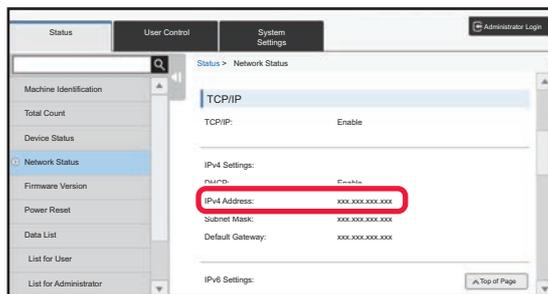 Status
User Control
System
Settings
Administrator Login
Status > Network Status
Machine Identification
Total Count
Device Status
Network Status
Firmware Version
Power Reset
Data List
List for User
List for Administrator
TCP/IP
TCP/IP: Enable
IPv4 Settings:
DHCP: Enable
IPv4 Address: xxx.xxx.xxx.xxx
Subnet Mask: xxx.xxx.xxx.xxx
Default Gateway: xxx.xxx.xxx.xxx
IPv6 Settings:
Top of Page